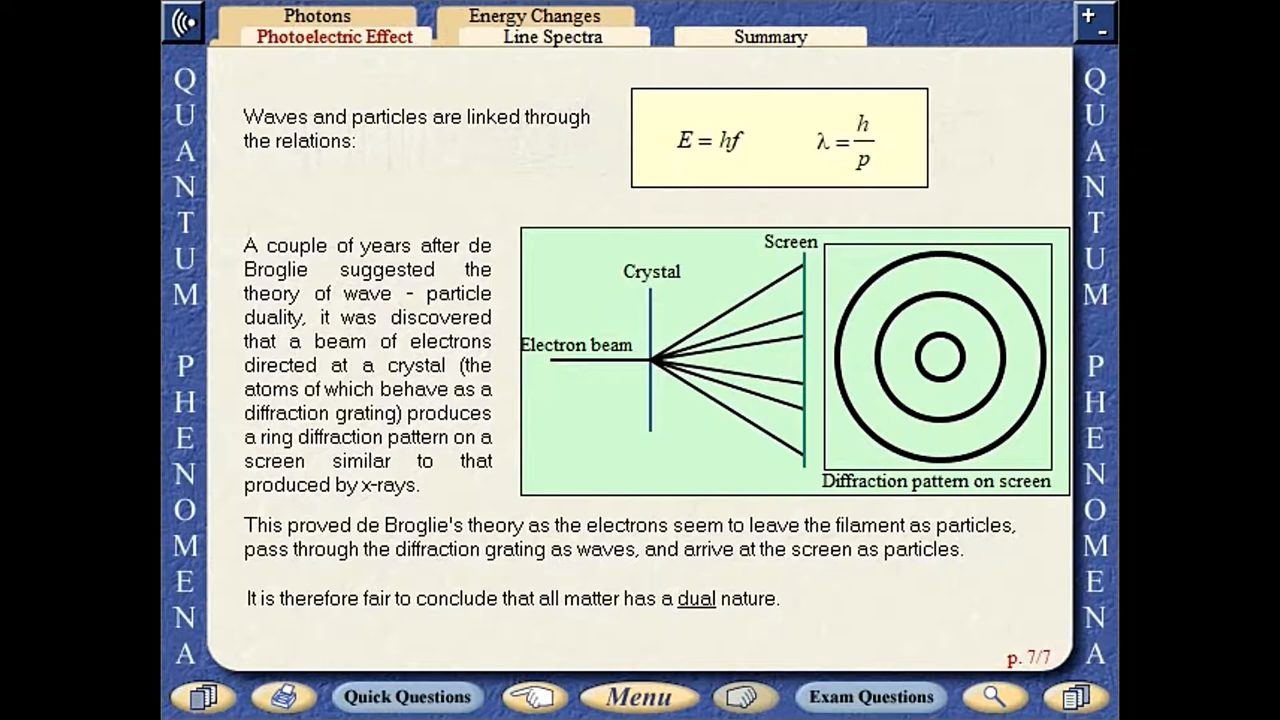 Photons
Energy Changes
+
-
Photoelectric Effect
Line Spectra
Summary
QUANTUM PHENOMENA
Waves and particles are linked through
the relations:
E = hf
λ = h/p
A couple of years after de
Broglie suggested the
theory of wave - particle
duality, it was discovered
that a beam of electrons
directed at a crystal (the
atoms of which behave as a
diffraction grating) produces
a ring diffraction pattern on a
screen similar to that
produced by x-rays.
Screen
Crystal
Electron beam
Diffraction pattern on screen
This proved de Broglie's theory as the electrons seem to leave the filament as particles,
pass through the diffraction grating as waves, and arrive at the screen as particles.
It is therefore fair to conclude that all matter has a dual nature.
p. 7/7
QUANTUM PHENOMENA
Quick Questions
Menu
Exam Questions